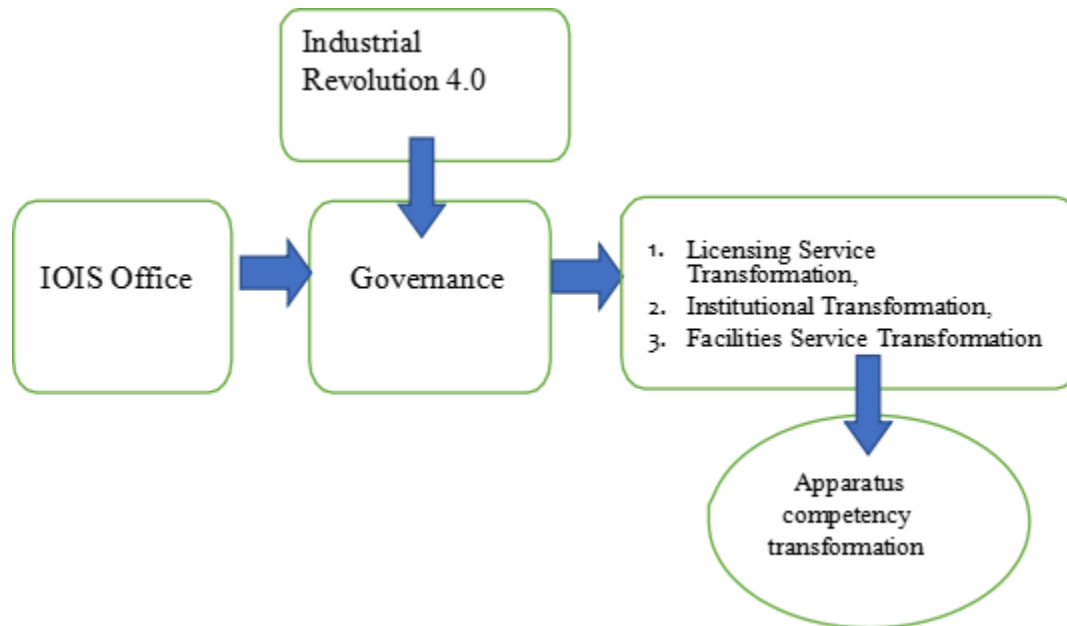 Industrial
Revolution 4.0
IOIS Office
Governance
1. Licensing Service
Transformation,
2. Institutional Transformation,
3. Facilities Service Transformation
Apparatus
competency
transformation